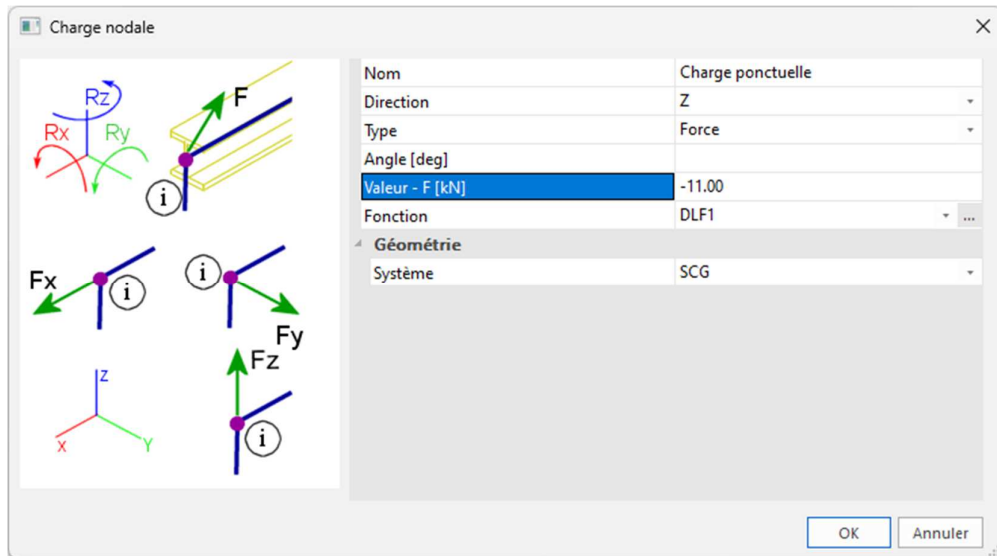 Charge nodale
Rz
Rx
Ry
F
i
Fx
i
i
Fy
Fz
i
Z
X
Y
Nom Charge ponctuelle
Direction Z
Type Force
Angle [deg]
Valeur - F [kN] -11.00
Fonction DLF1 ...
Géométrie
Système SCG
OK Annuler